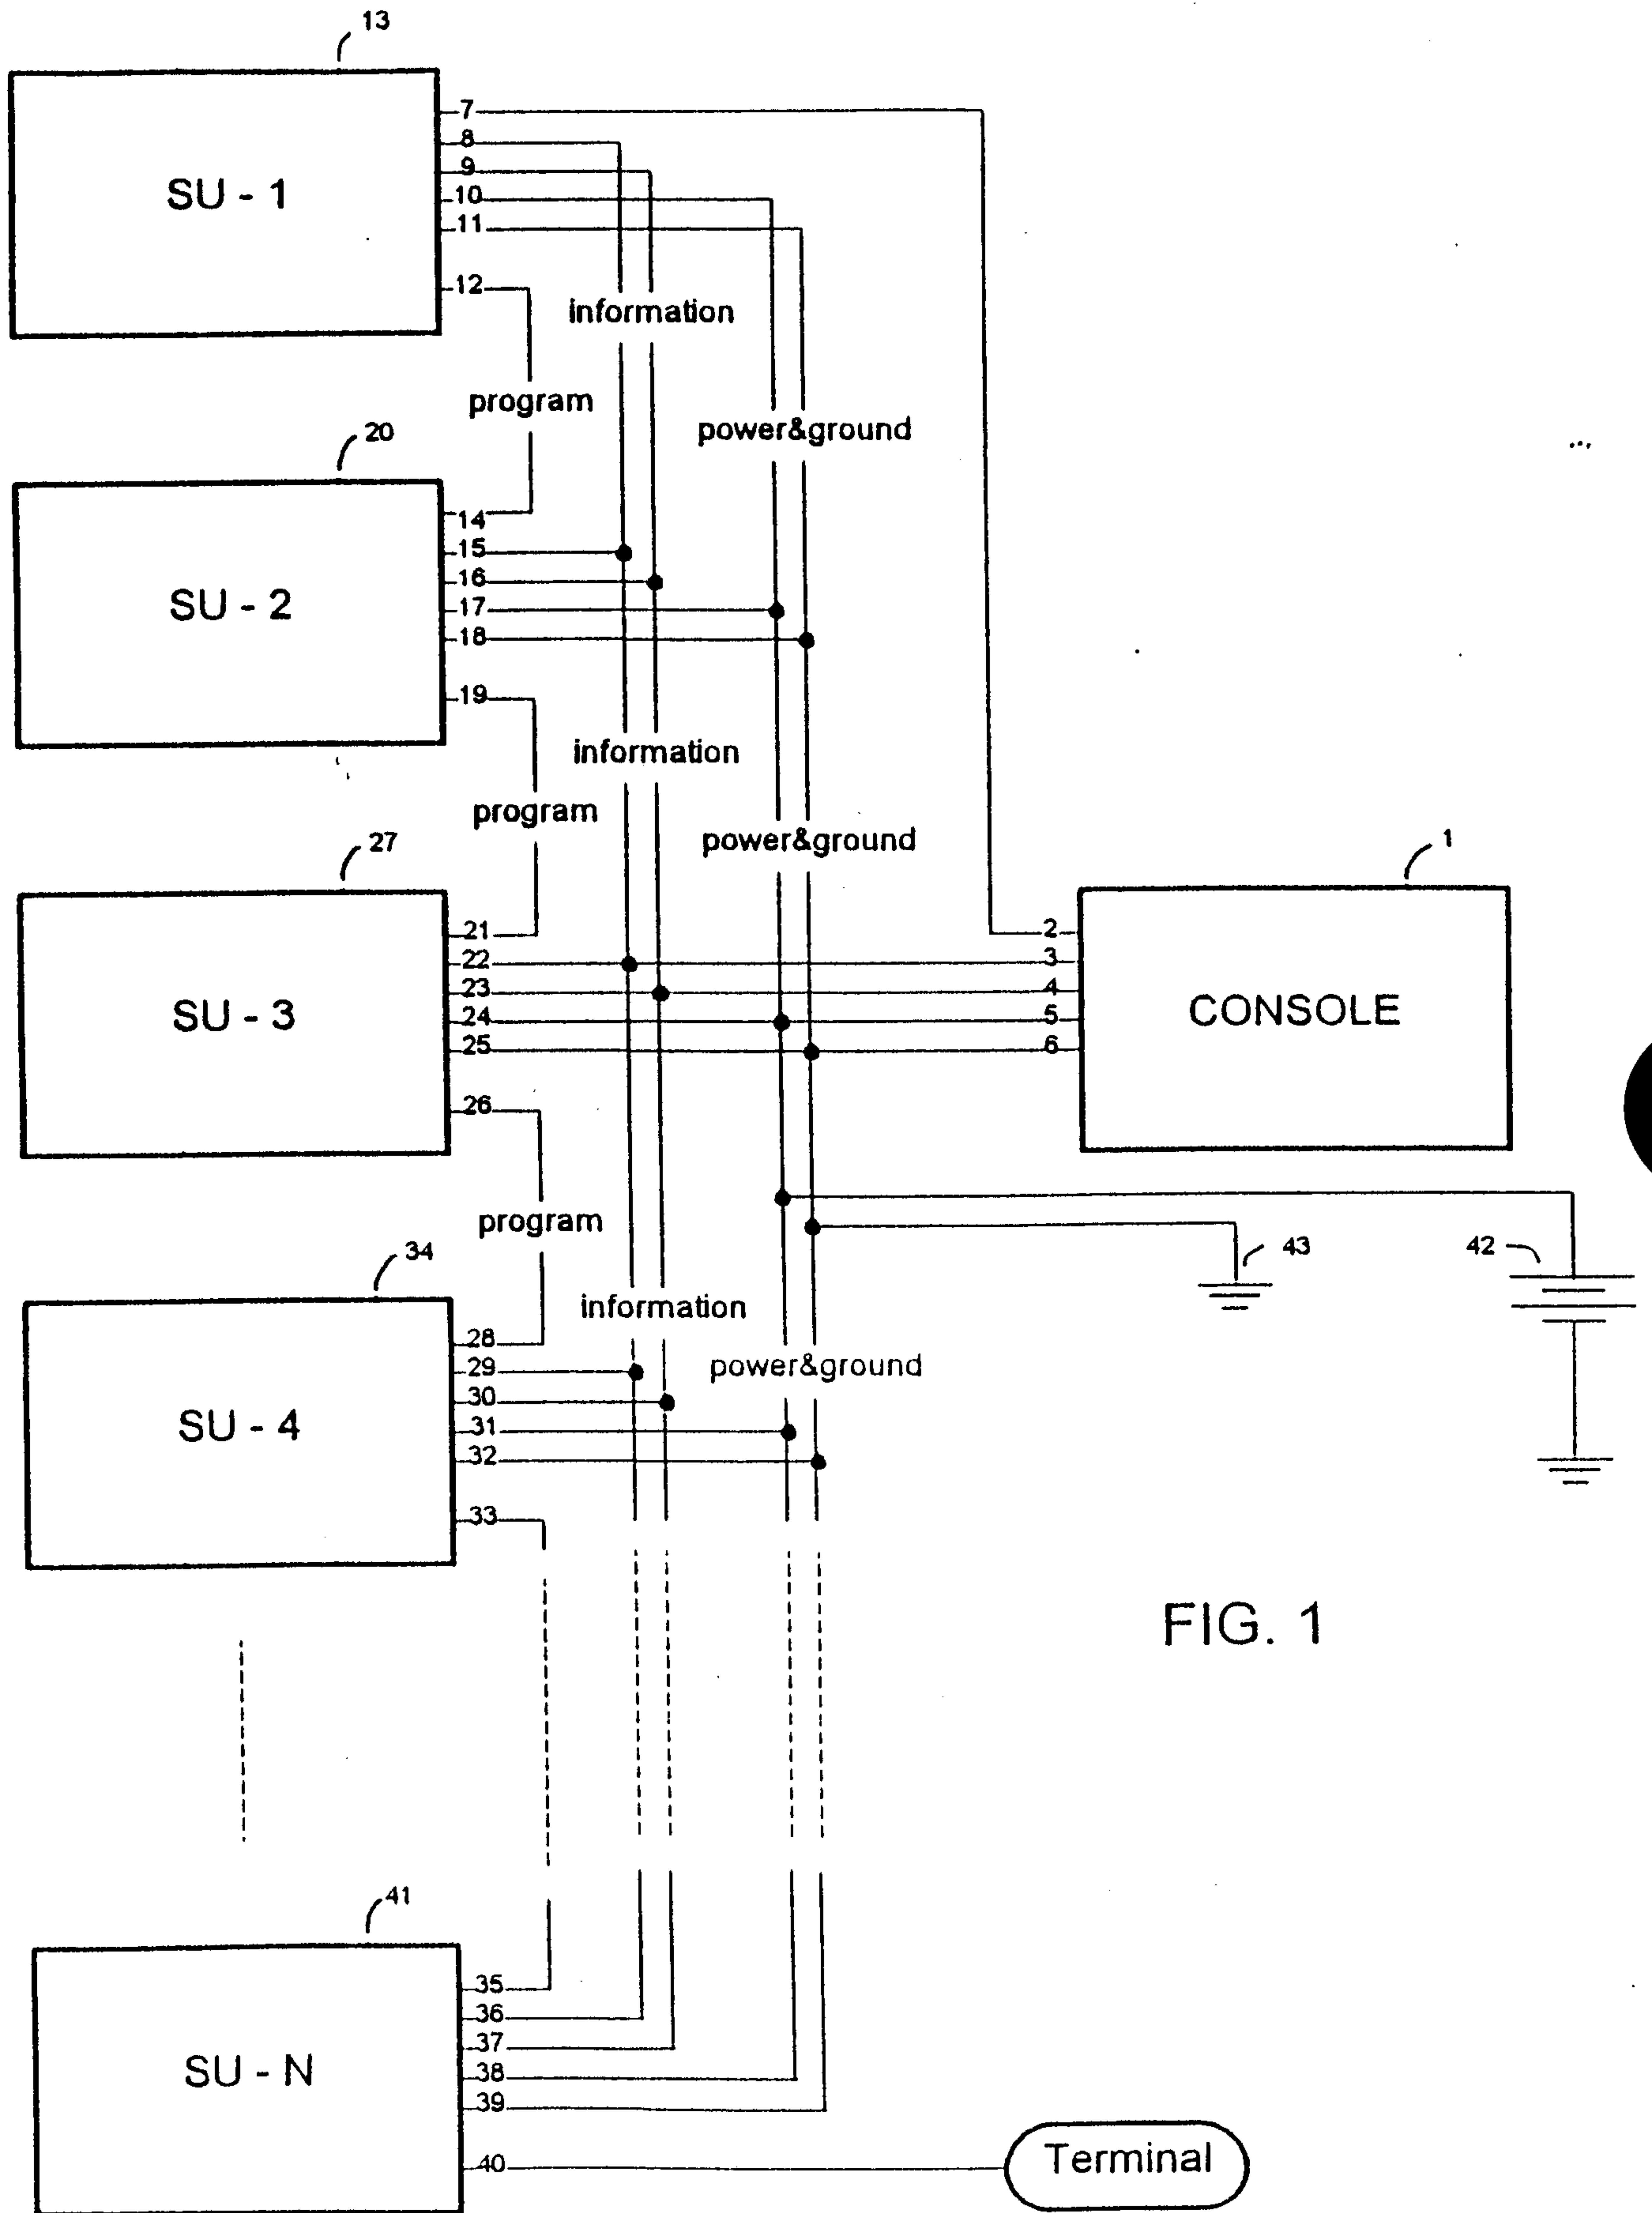 13
7
8
9
10
11
12
SU - 1
information
program
power&ground
20
14
15
16
17
18
19
SU - 2
information
program
power&ground
27
1
21
22
23
24
25
26
SU - 3
2
3
4
5
6
CONSOLE
program
34
43
42
information
power&ground
28
29
30
31
32
33
SU - 4
FIG. 1
41
35
36
37
38
39
40
SU - N
Terminal